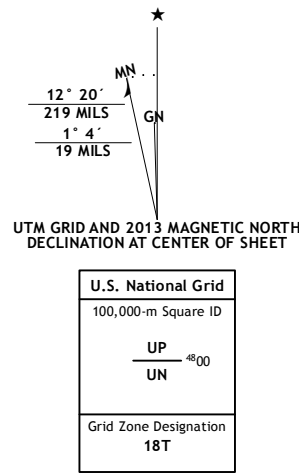 ★
MN
GN
12° 20´
219 MILS
1° 4´
19 MILS
UTM GRID AND 2013 MAGNETIC NORTH
DECLINATION AT CENTER OF SHEET
U.S. National Grid
100,000-m Square ID
UP
4800
UN
Grid Zone Designation
18T